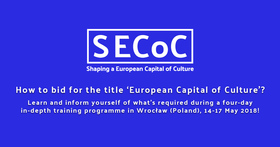 SECoC
Shaping a European Capital of Culture
How to bid for the title ‘European Capital of Culture’?
Learn and inform yourself of what's required during a four-day
in-depth training programme in Wrocław (Poland), 14-17 May 2018!